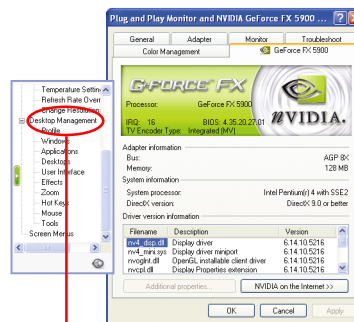 Plug and Play Monitor and NVIDIA GeForce FX 5900 ...
General Adapter Monitor Troubleshoot
Color Management GeForce FX 5900
GEFORCE FX
Processor: GeForce FX 5900
IRQ: 16 BIOS: 4.35.20.27.01
TV Encoder Type: Integrated (MV)
NVIDIA.
Adapter information
Bus: AGP 8X
Memory: 128 MB
System information
System processor: Intel Pentium(r) 4 with SSE2
DirectX version: DirectX 9.0 or better
Driver version information
Filename Description Version
nv4_disp.dll Display driver 6.14.10.5216
nv4_mini.sys Display driver miniport 6.14.10.5216
nvoglnt.dll OpenGL installable client driver 6.14.10.5216
nvcpl.dll Display Properties extension 6.14.10.5216
Additional properties... NVIDIA on the Internet >>
OK Cancel Apply
Temperature Settin
Refresh Rate Overr
Change Resolution
Desktop Management
Profile
Windows
Applications
Desktops
User Interface
Effects
Zoom
Hot Keys
Mouse
Tools
Screen Menus